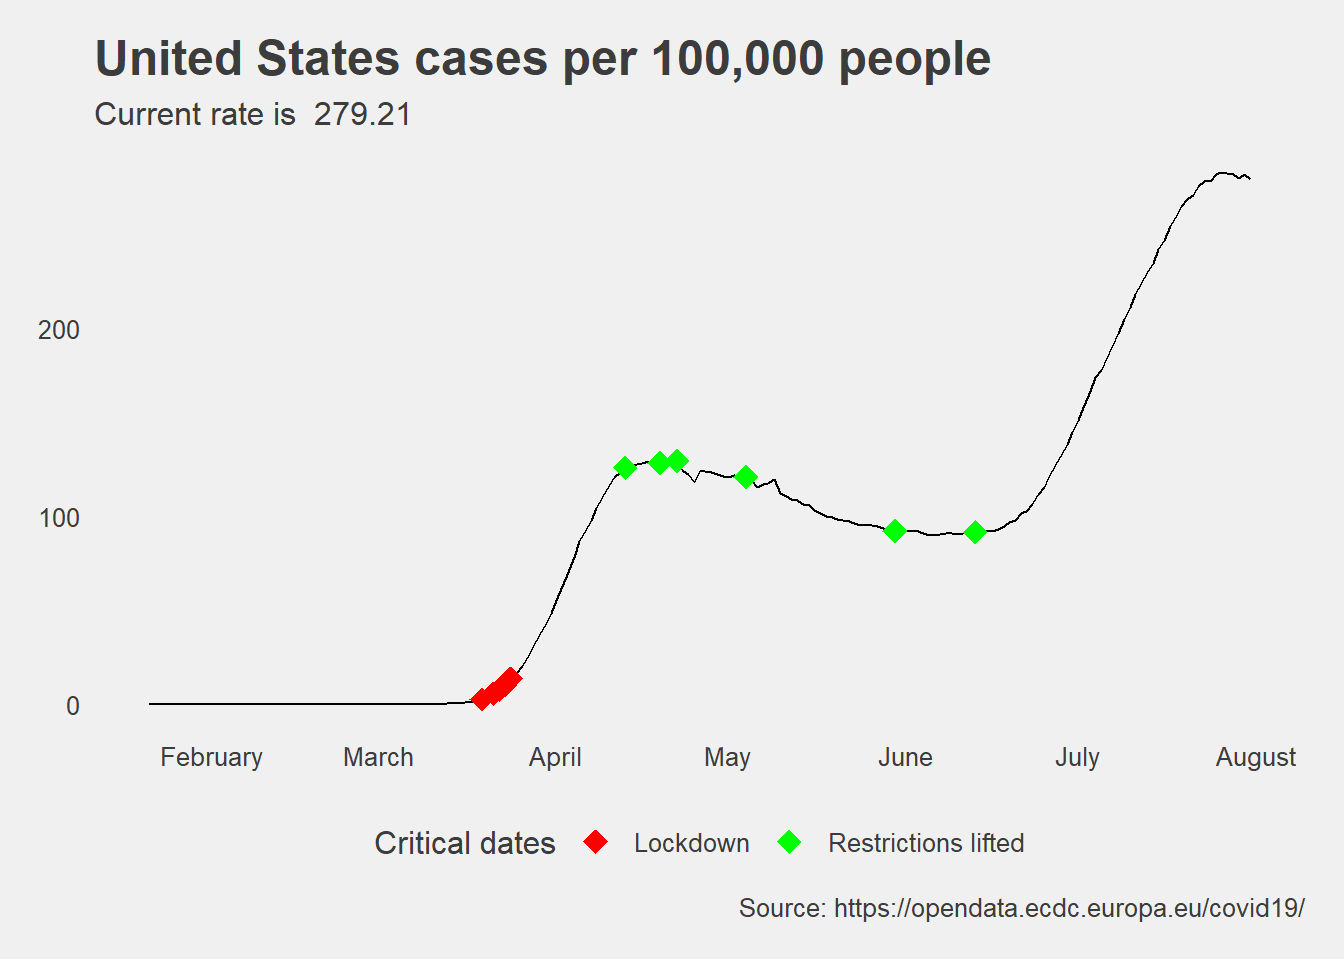 United States cases per 100,000 people
Current rate is  279.21
200
100
0
February March April May June July August
Critical dates Lockdown Restrictions lifted
Source: https://opendata.ecdc.europa.eu/covid19/